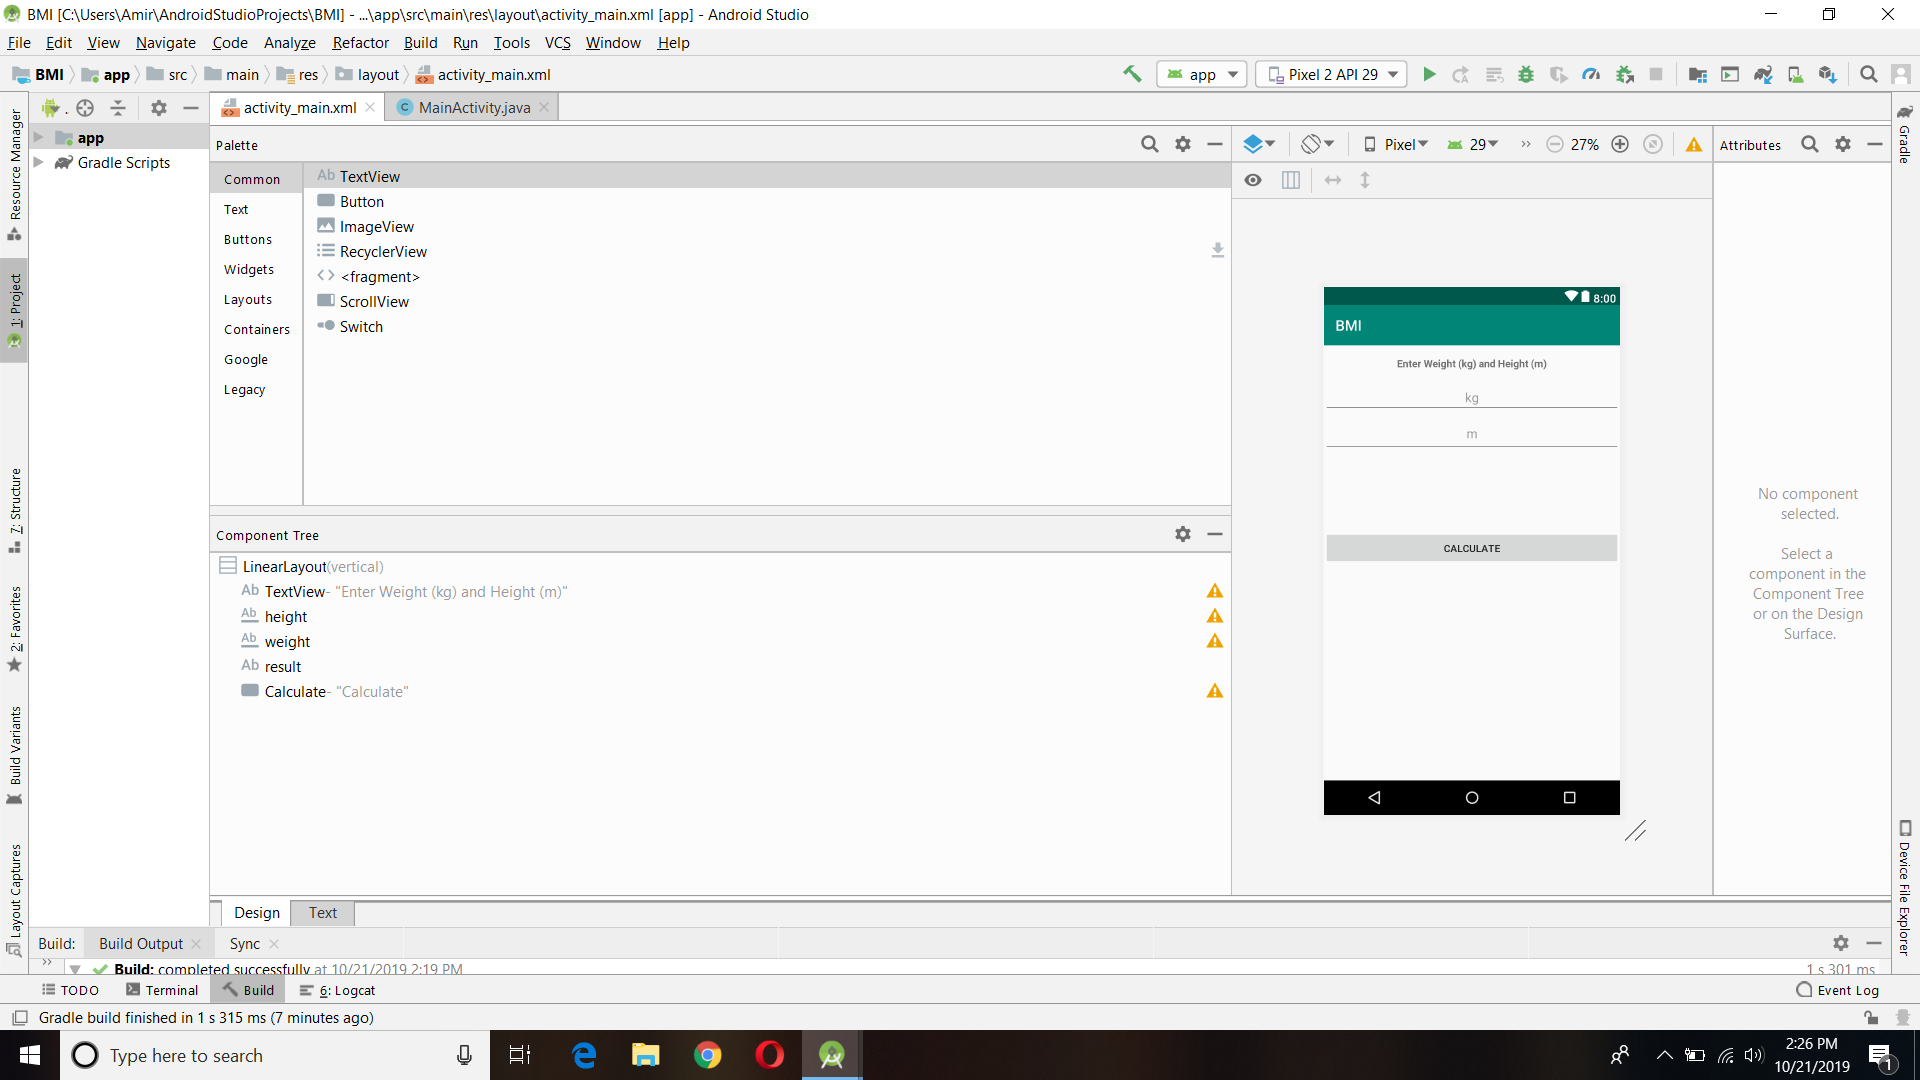 BMI [C:\Users\Amir\AndroidStudioProjects\BMI] - ...\app\src\main\res\layout\activity_main.xml [app] - Android Studio
File Edit View Navigate Code Analyze Refactor Build Run Tools VCS Window Help
BMI app src main res layout activity_main.xml app Pixel 2 API 29
activity_main.xml MainActivity.java
Resource Manager
1: Project
7: Structure
2: Favorites
Build Variants
Layout Captures
app
Gradle Scripts
Palette
Common
Text
Buttons
Widgets
Layouts
Containers
Google
Legacy
Ab TextView
Button
ImageView
RecyclerView
<fragment>
ScrollView
Switch
Component Tree
LinearLayout(vertical)
Ab TextView- "Enter Weight (kg) and Height (m)"
Ab height
Ab weight
Ab result
Calculate- "Calculate"
Pixel 29 27%
8:00
BMI
Enter Weight (kg) and Height (m)
kg
m
CALCULATE
Attributes
No component
selected.
Select a
component in the
Component Tree
or on the Design
Surface.
Gradle
Device File Explorer
Design Text
Build: Build Output Sync
Build: completed successfully at 10/21/2019 2:19 PM 1 s 301 ms
TODO Terminal Build 6: Logcat Event Log
Gradle build finished in 1 s 315 ms (7 minutes ago)
Type here to search
2:26 PM
10/21/2019
1